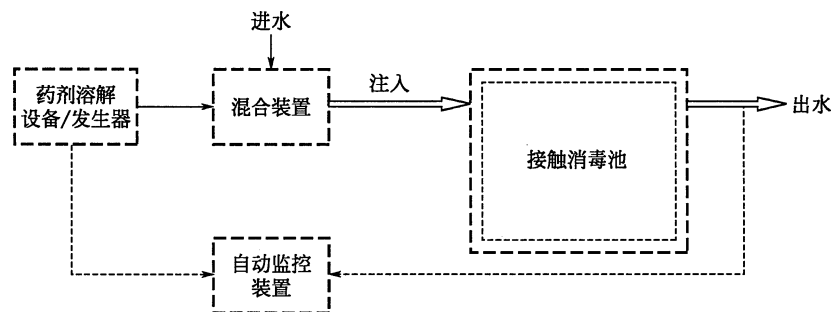 进水
药剂溶解
设备/发生器
混合装置
注入
接触消毒池
出水
自动监控
装置